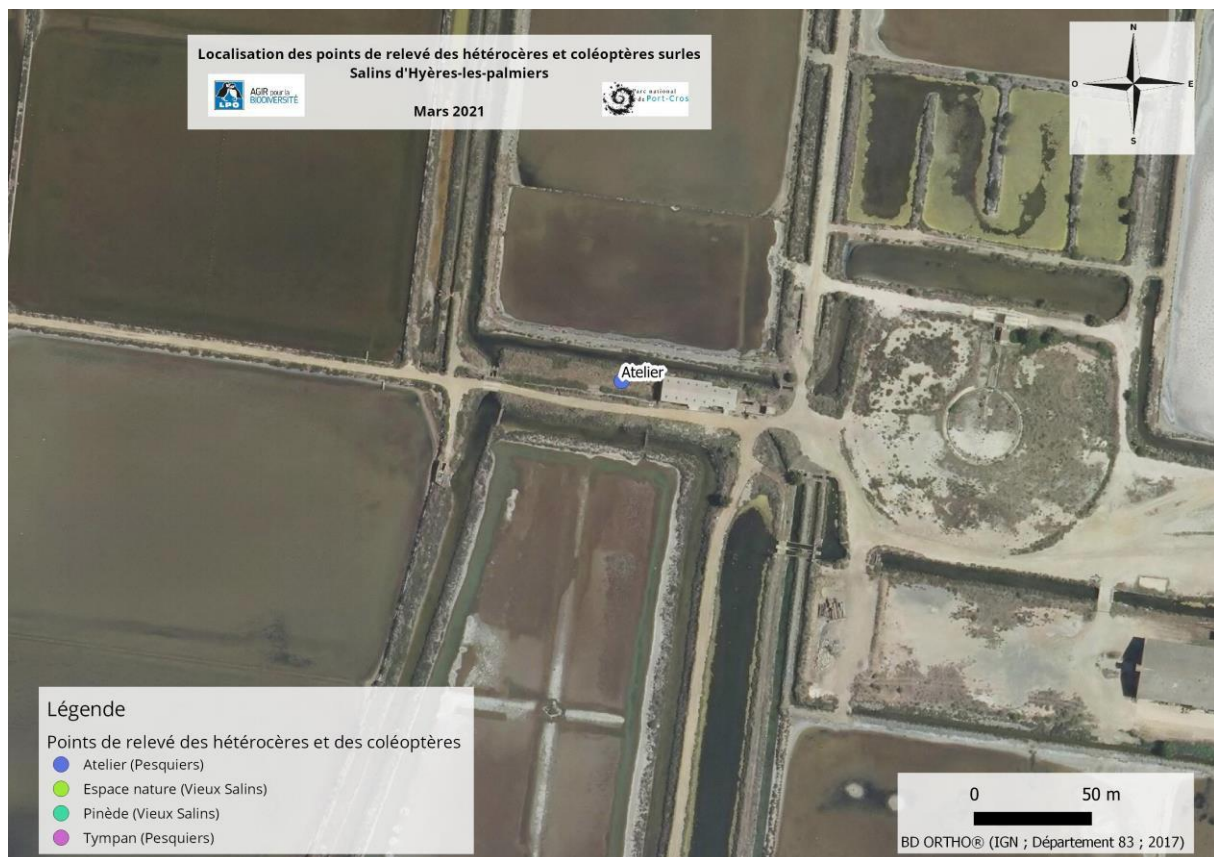 Localisation des points de relevé des hétérocères et coléoptères surles
Salins d'Hyères-les-palmiers
LPO
AGIR pour la
BIODIVERSITÉ
Mars 2021
Parc national
de Port-Cros
N
O
E
S
Atelier
Légende
Points de relevé des hétérocères et des coléoptères
Atelier (Pesquiers)
Espace nature (Vieux Salins)
Pinède (Vieux Salins)
Tympan (Pesquiers)
0 50 m
BD ORTHO® (IGN ; Département 83 ; 2017)